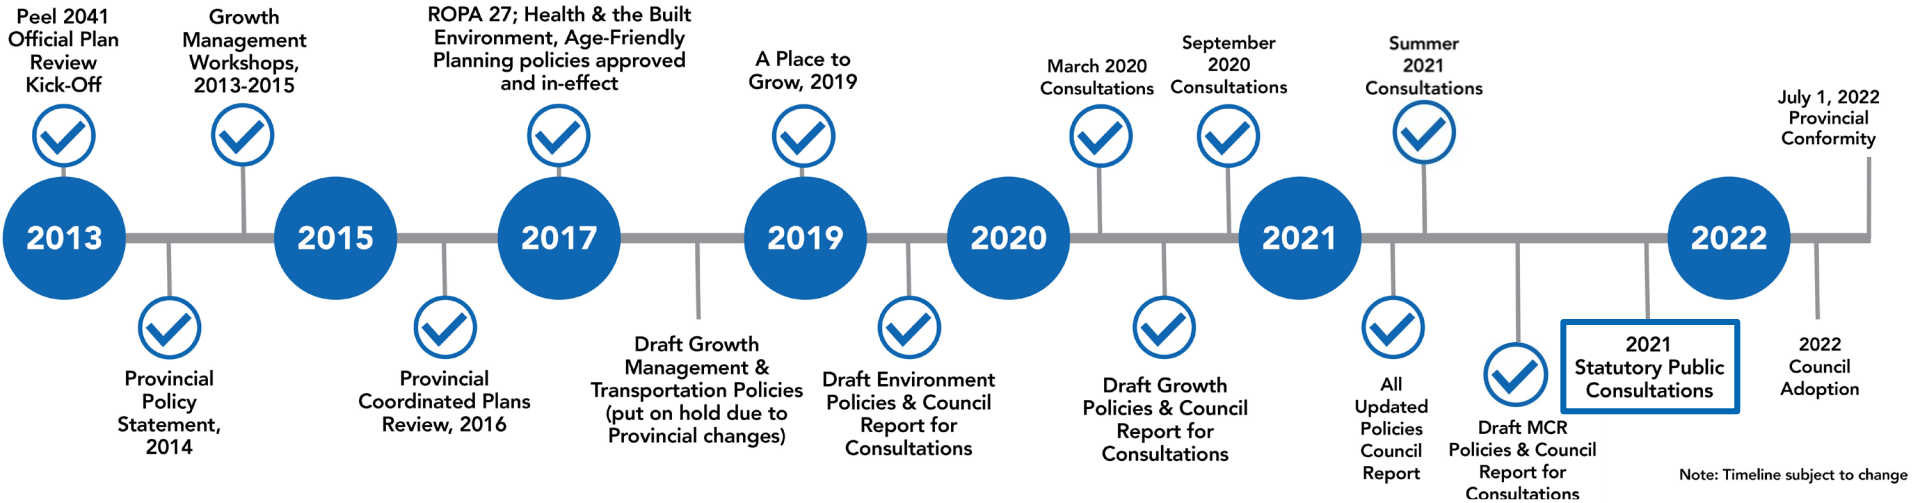 Peel 2041
Official Plan
Review
Kick-Off
Growth
Management
Workshops,
2013-2015
ROPA 27; Health & the Built
Environment, Age-Friendly
Planning policies approved
and in-effect
A Place to
Grow, 2019
March 2020
Consultations
September
2020
Consultations
Summer
2021
Consultations
July 1, 2022
Provincial
Conformity
2013
2015
2017
2019
2020
2021
2022
Provincial
Policy
Statement,
2014
Provincial
Coordinated Plans
Review, 2016
Draft Growth
Management &
Transportation Policies
(put on hold due to
Provincial changes)
Draft Environment
Policies & Council
Report for
Consultations
Draft Growth
Policies & Council
Report for
Consultations
All
Updated
Policies
Council
Report
Draft MCR
Policies & Council
Report for
Consultations
2021
Statutory Public
Consultations
2022
Council
Adoption
Note: Timeline subject to change